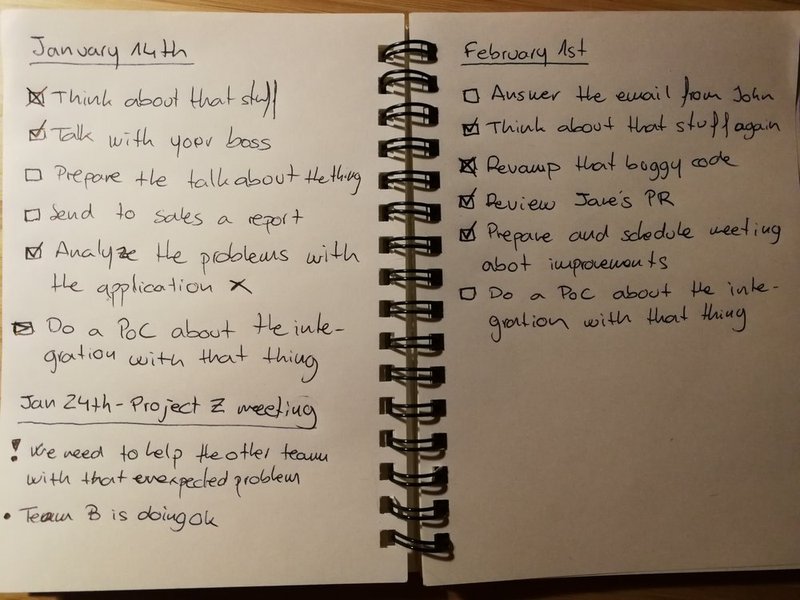 January 14th
Think about that stuff
Talk with your boss
Prepare the talk about the thing
Send to sales a report
Analyze the problems with
the application x
Do a PoC about the inte-
gration with that thing
Jan 24th - Project Z meeting
! We need to help the other team
with that unexpected problem
• Team B is doing ok
February 1st
Answer the email from John
Think about that stuff again
Revamp that buggy code
Review Jane's PR
Prepare and schedule meeting
abot improvements
Do a PoC about the inte-
gration with that thing